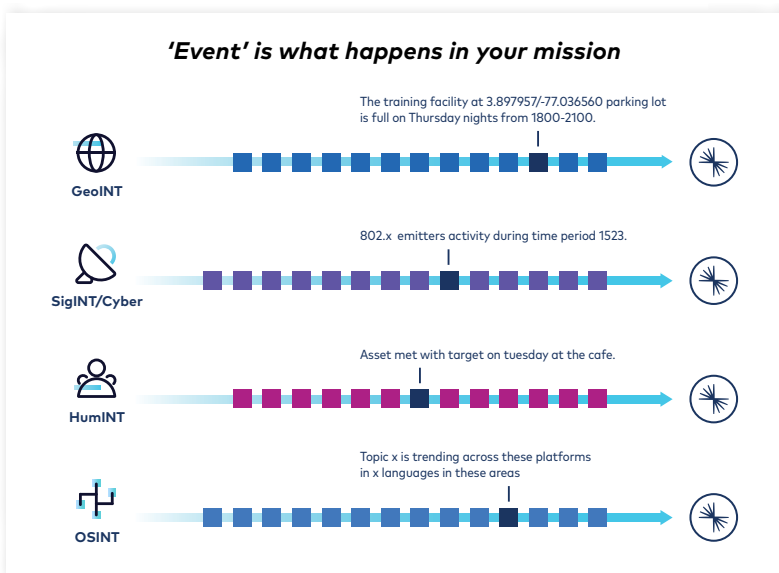 ‘Event’ is what happens in your mission
The training facility at 3.897957/-77.036560 parking lot
is full on Thursday nights from 1800-2100.
GeoINT
802.x emitters activity during time period 1523.
SigINT/Cyber
Asset met with target on tuesday at the cafe.
HumINT
Topic x is trending across these platforms
in x languages in these areas
OSINT